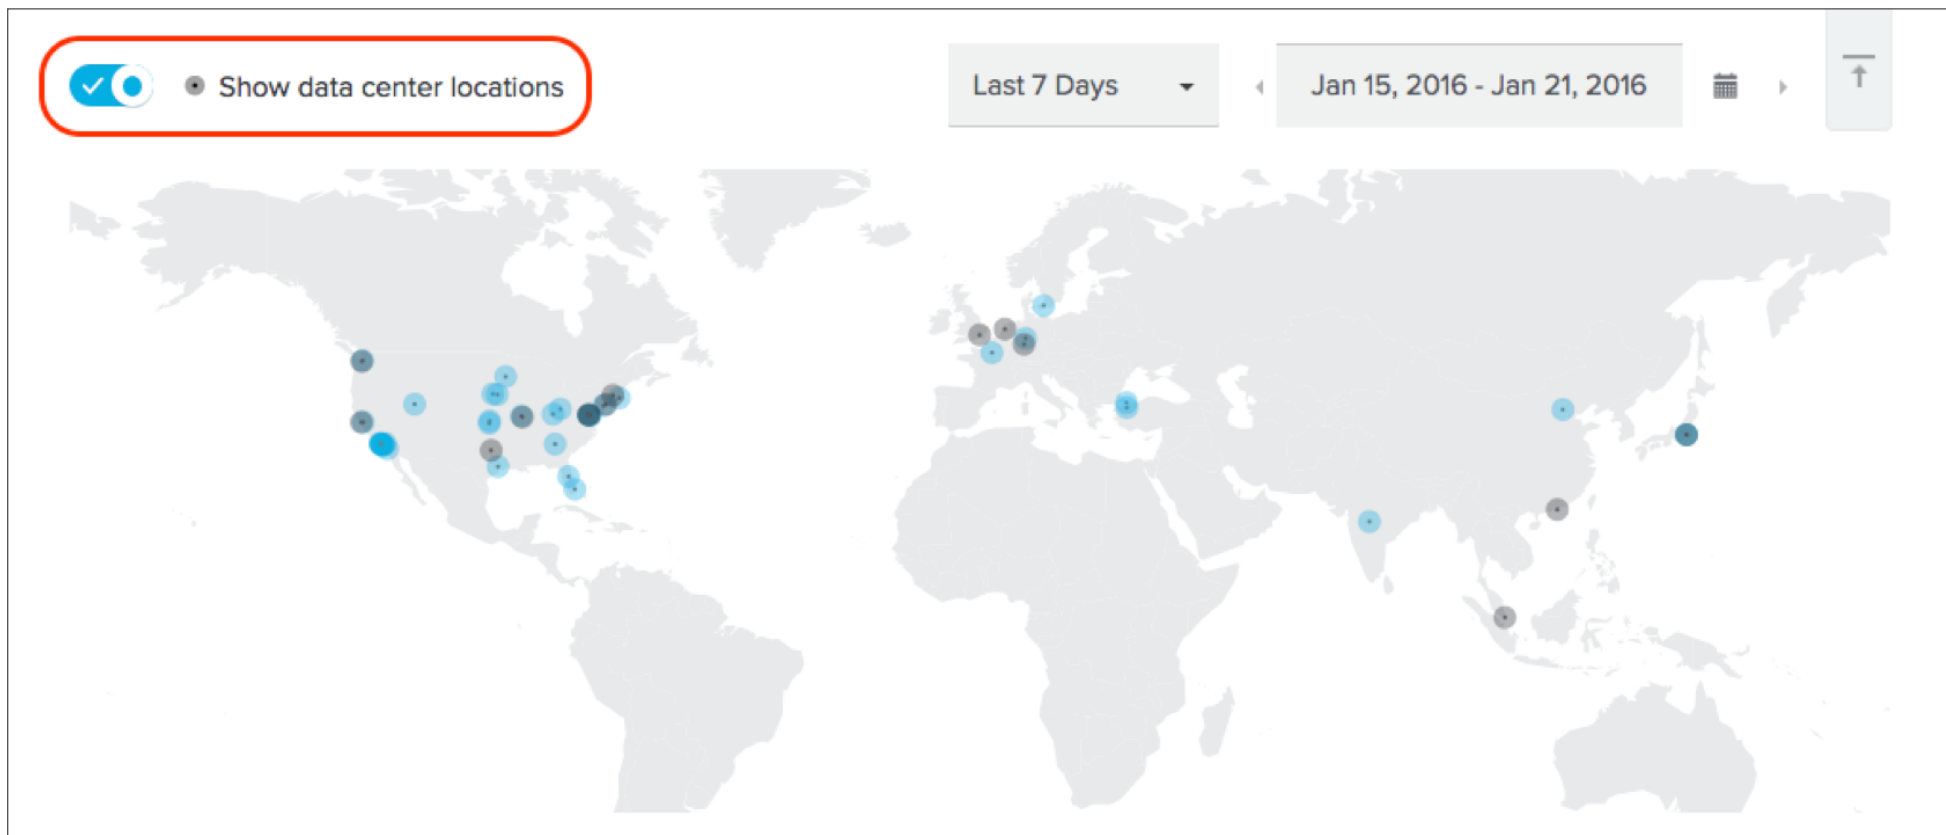 Show data center locations
Last 7 Days
Jan 15, 2016 - Jan 21, 2016